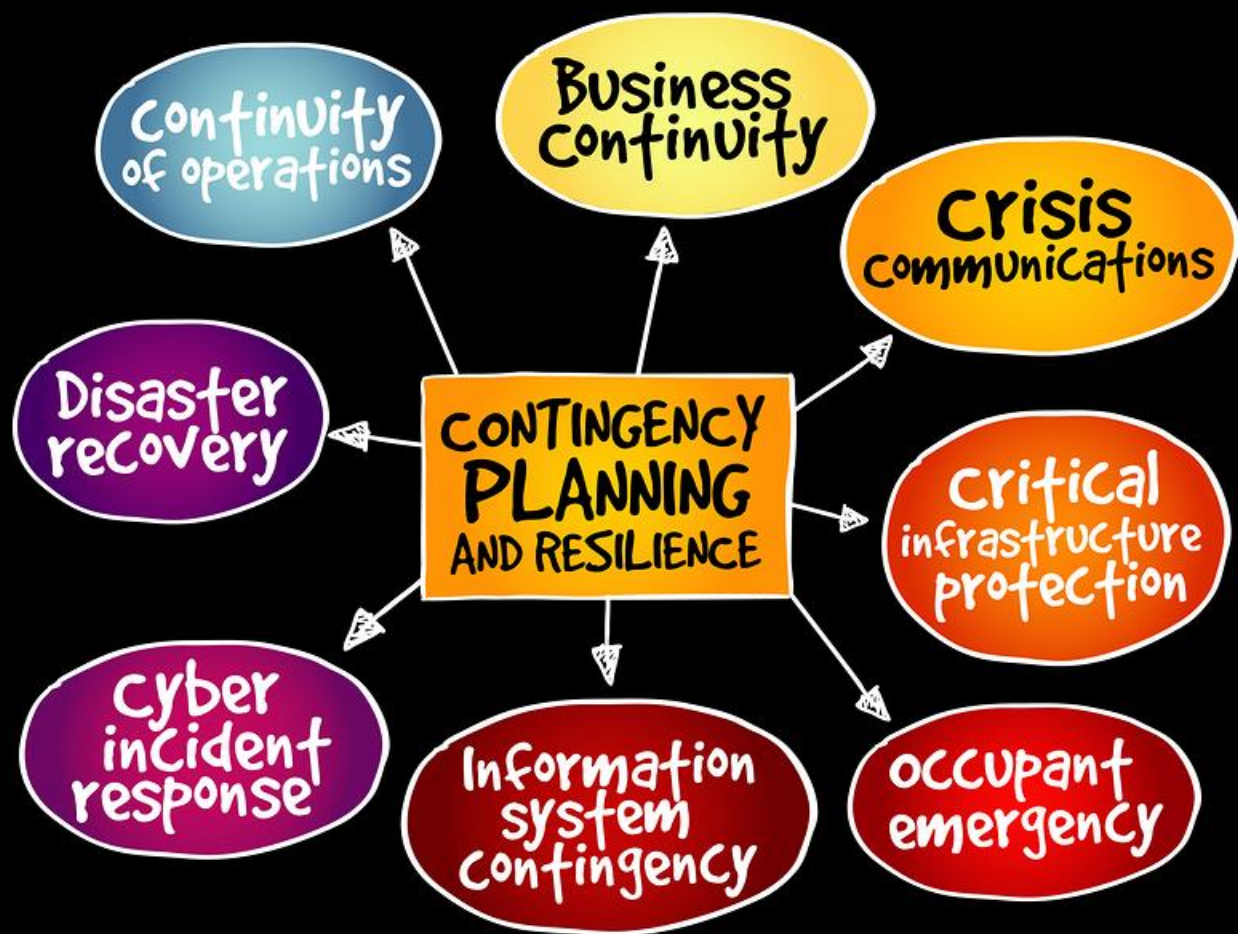 Continuity
of operations
Business
Continuity
Crisis
Communications
Disaster
recovery
CONTINGENCY
PLANNING
AND RESILIENCE
Critical
infrastructure
protection
Cyber
incident
response
Information
system
contingency
Occupant
emergency